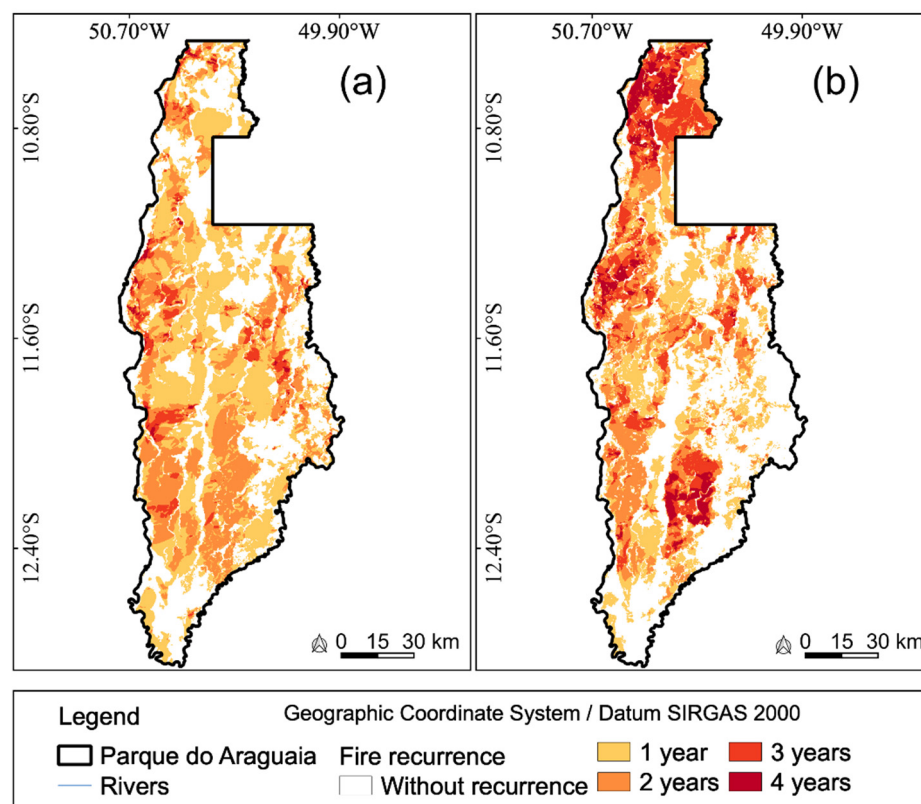 50.70°W 49.90°W 50.70°W 49.90°W
(a) (b)
10.80°S 10.80°S
11.60°S 11.60°S
12.40°S 12.40°S
0 15 30 km 0 15 30 km
Legend Geographic Coordinate System / Datum SIRGAS 2000
Parque do Araguaia Fire recurrence 1 year 3 years
Rivers Without recurrence 2 years 4 years